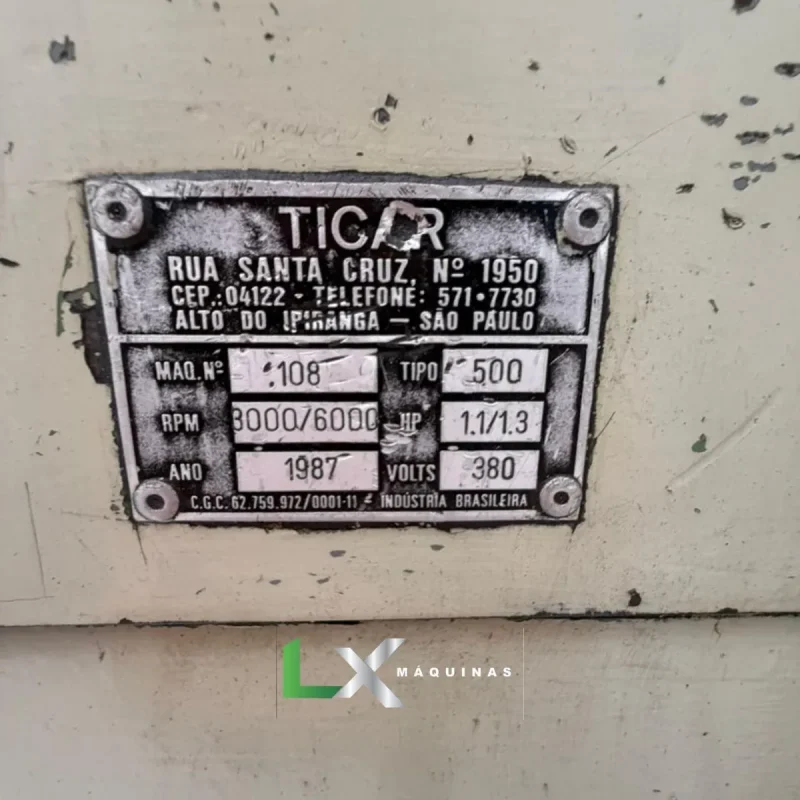 TICAR
RUA SANTA CRUZ, Nº 1950
CEP.: 04122 - TELEFONE: 571-7730
ALTO DO IPIRANGA - SÃO PAULO
MAQ. Nº 108 TIPO 500
RPM 3000/6000 HP 1.1/1.3
ANO 1987 VOLTS 380
C.G.C. 62.759.972/0001-11 - INDÚSTRIA BRASILEIRA
LX MÁQUINAS